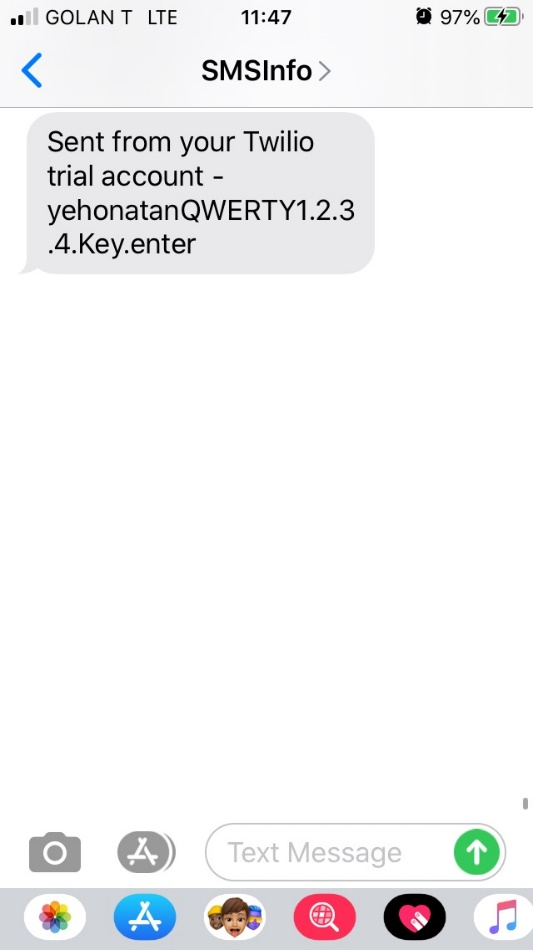 GOLAN T LTE 11:47 97%
SMSInfo
Sent from your Twilio
trial account -
yehonatanQWERTY1.2.3
.4.Key.enter
Text Message